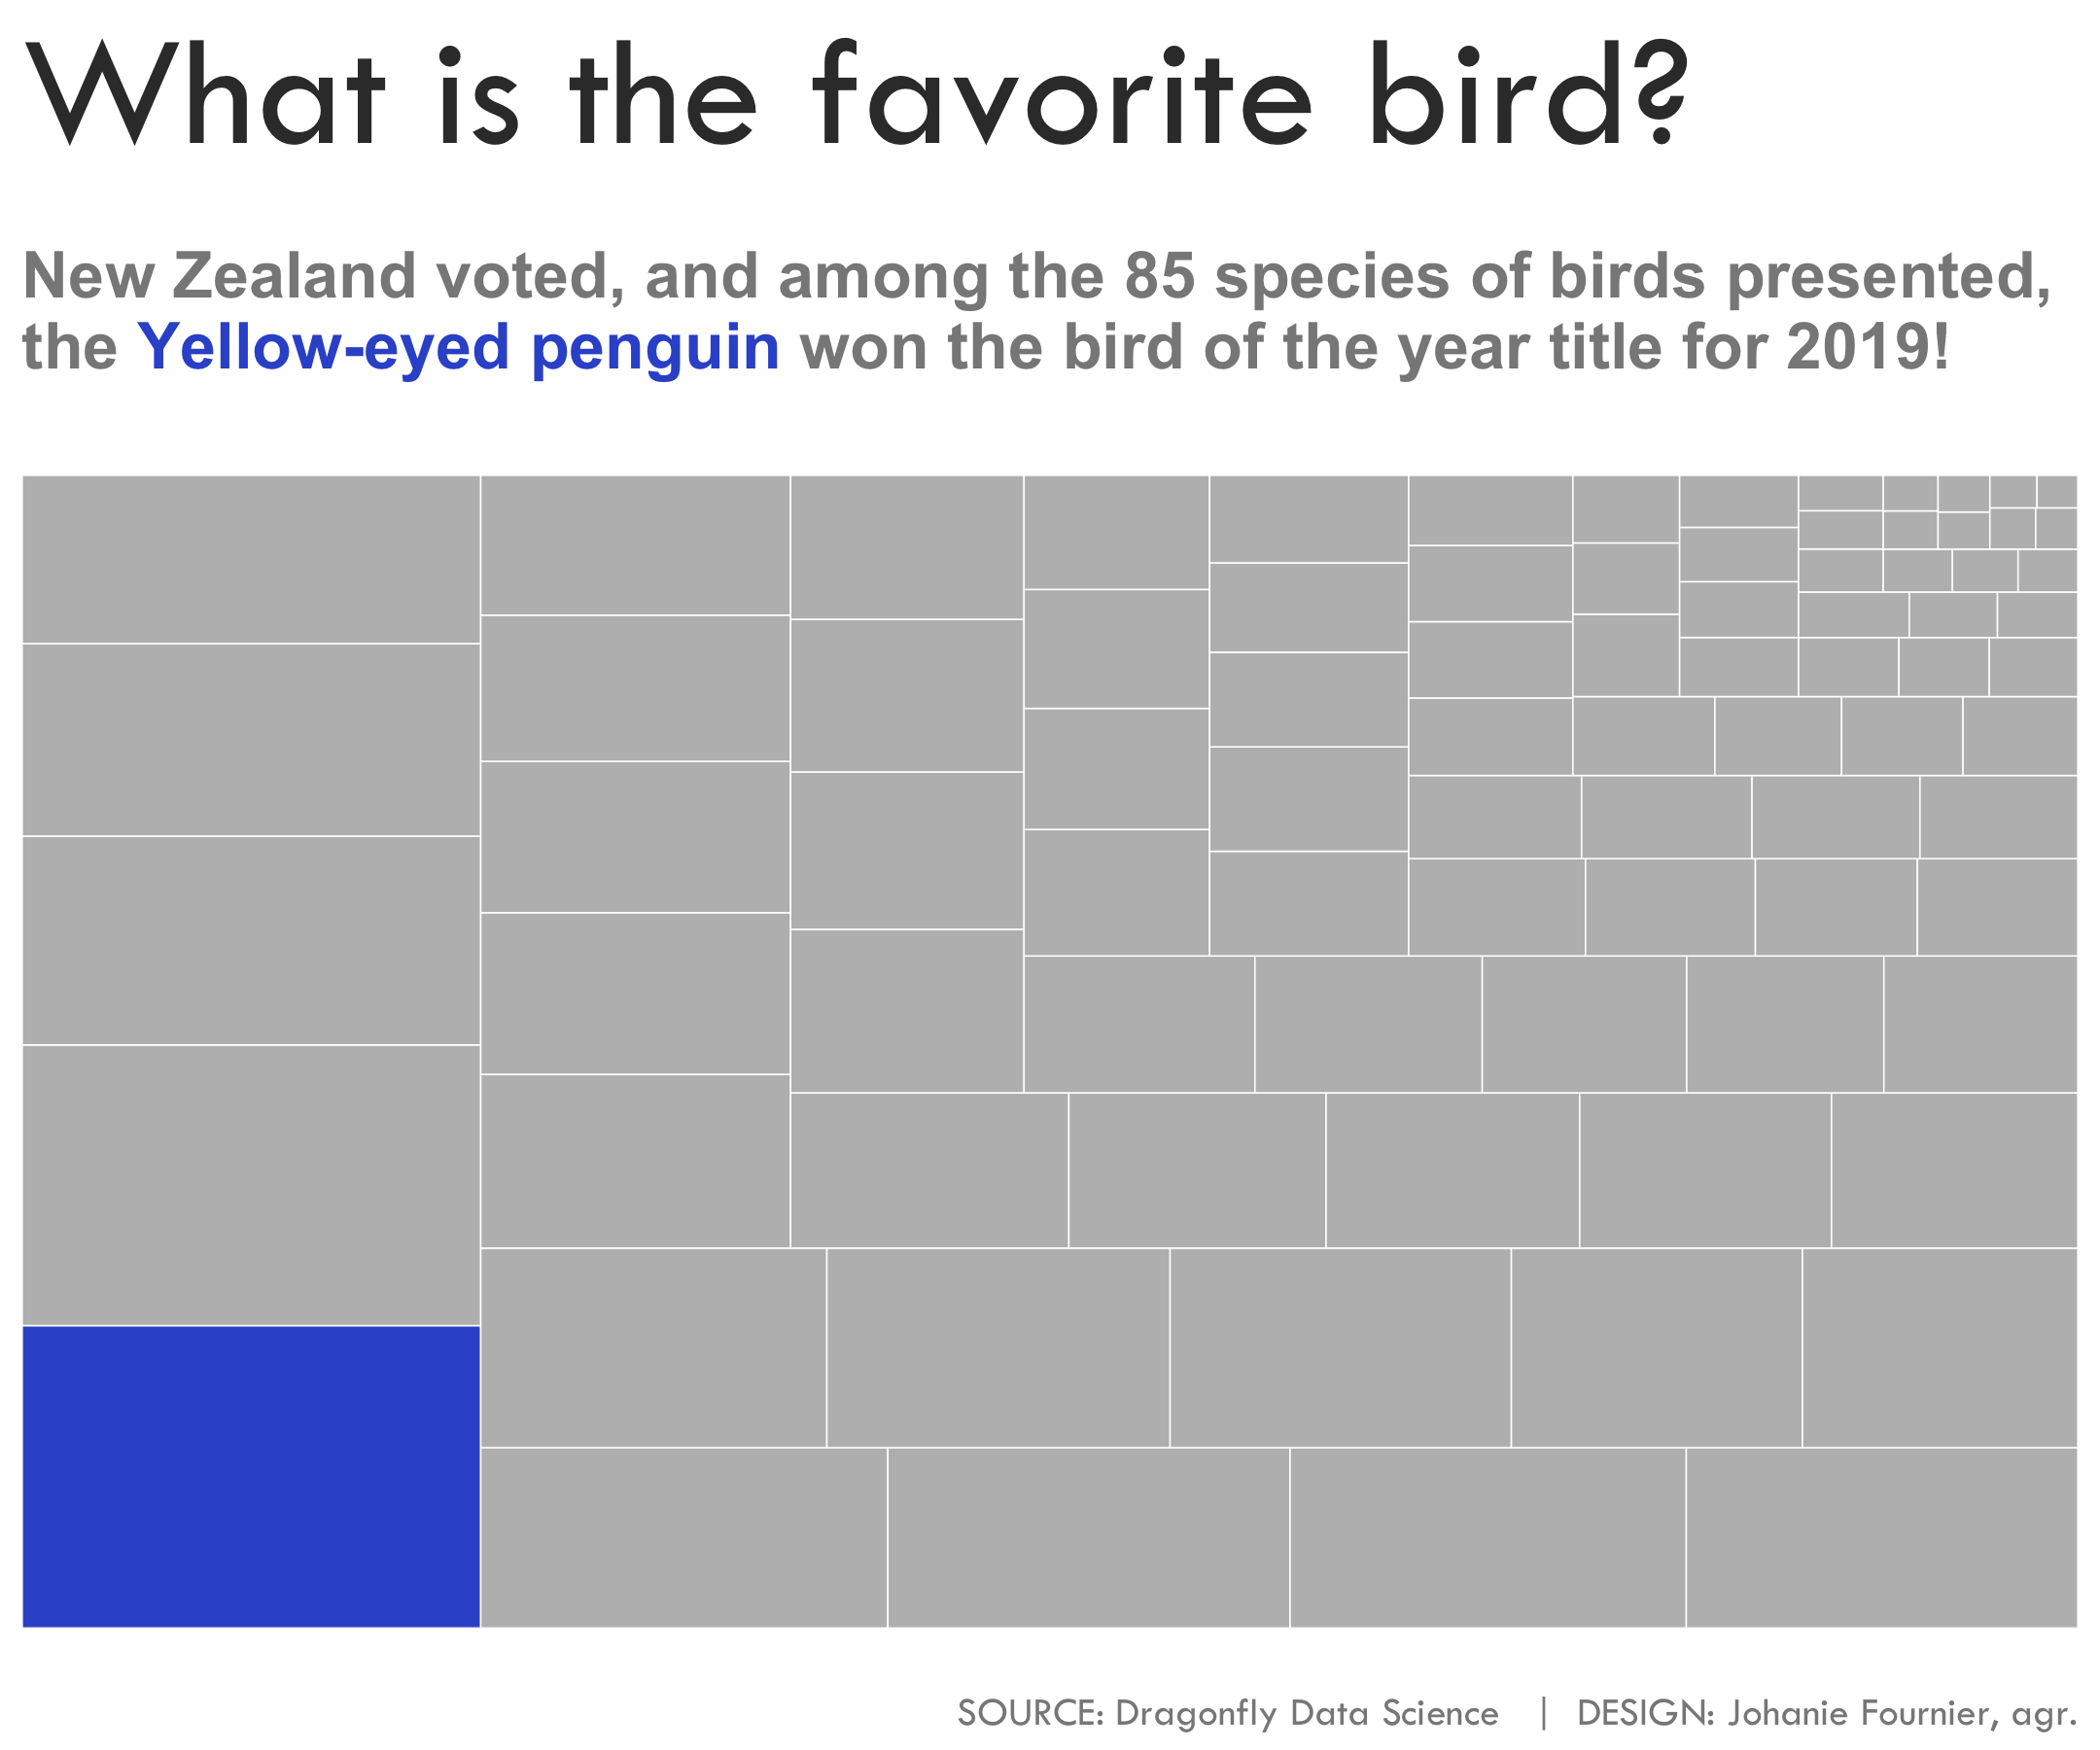 What is the favorite bird?
New Zealand voted, and among the 85 species of birds presented,
the Yellow-eyed penguin won the bird of the year title for 2019!
SOURCE: Dragonfly Data Science | DESIGN: Johanie Fournier, agr.